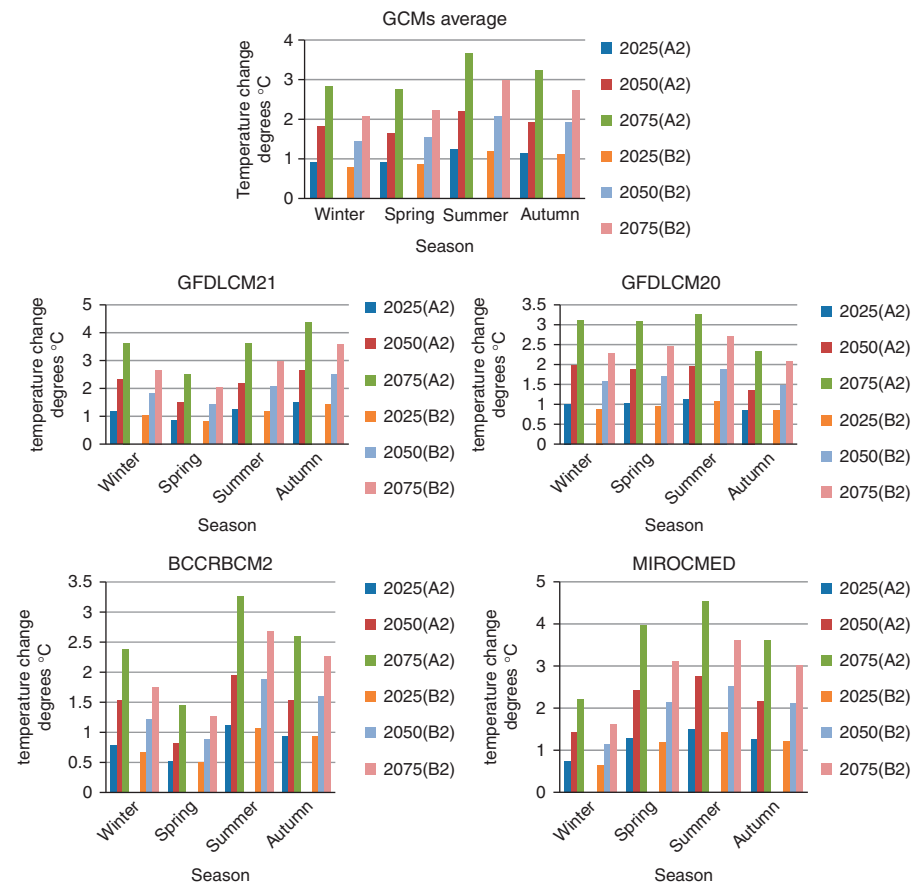 GCMs average
Temperature change
degrees °C
4
3
2
1
0
Winter Spring Summer Autumn
Season
2025(A2)
2050(A2)
2075(A2)
2025(B2)
2050(B2)
2075(B2)
GFDLCM21
temperature change
degrees °C
5
4
3
2
1
0
Winter Spring Summer Autumn
Season
2025(A2)
2050(A2)
2075(A2)
2025(B2)
2050(B2)
2075(B2)
GFDLCM20
temperature change
degrees °C
3.5
3
2.5
2
1.5
1
0.5
0
Winter Spring Summer Autumn
Season
2025(A2)
2050(A2)
2075(A2)
2025(B2)
2050(B2)
2075(B2)
BCCRBCM2
temperature change
degrees °C
3.5
3
2.5
2
1.5
1
0.5
0
Winter Spring Summer Autumn
Season
2025(A2)
2050(A2)
2075(A2)
2025(B2)
2050(B2)
2075(B2)
MIROCMED
temperature change
degrees °C
5
4
3
2
1
0
Winter Spring Summer Autumn
Season
2025(A2)
2050(A2)
2075(A2)
2025(B2)
2050(B2)
2075(B2)